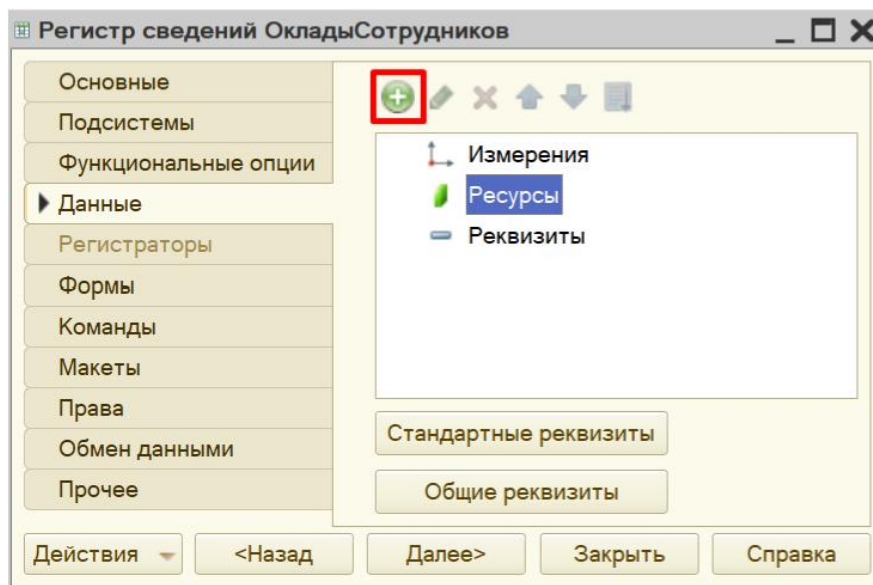 Регистр сведений ОкладыСотрудников
Основные
Подсистемы
Функциональные опции
Данные
Регистраторы
Формы
Команды
Макеты
Права
Обмен данными
Прочее
Измерения
Ресурсы
Реквизиты
Стандартные реквизиты
Общие реквизиты
Действия
<Назад
Далее>
Закрыть
Справка